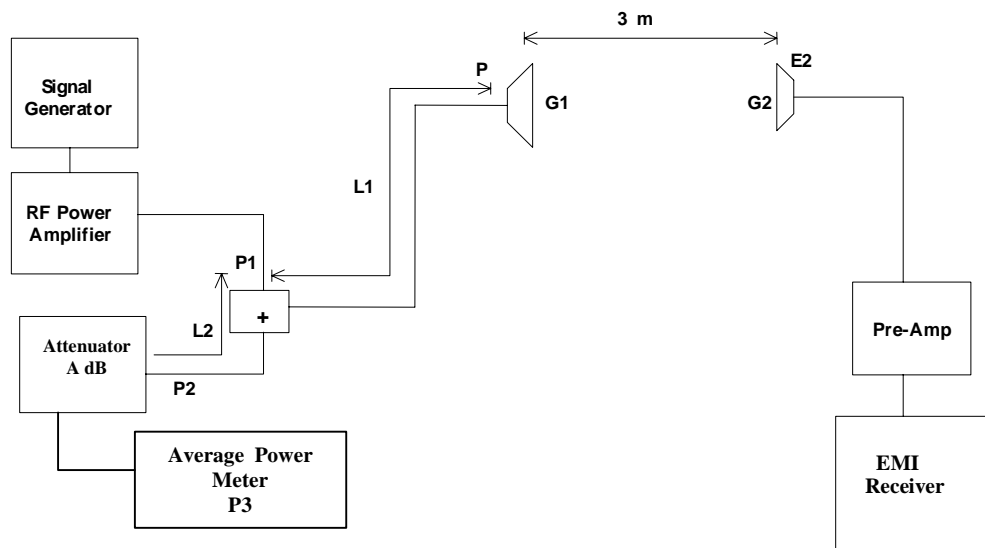 3 m
P
E2
Signal
Generator
G1
G2
L1
RF Power
Amplifier
P1
+
L2
Pre-Amp
Attenuator
A dB
P2
Average Power
Meter
P3
EMI
Receiver